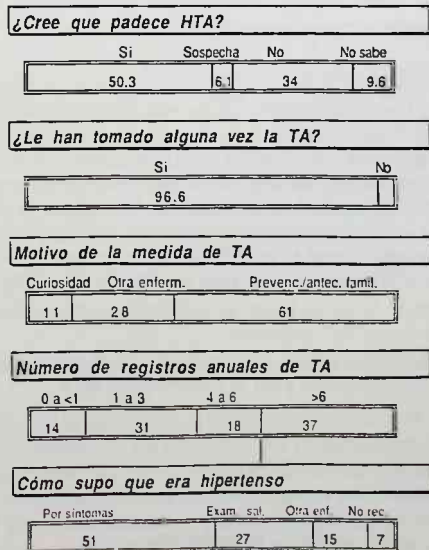 ¿Cree que padece HTA?
Si Sospecha No No sabe
50.3 6.1 34 9.6
¿Le han tomado alguna vez la TA?
Si No
96.6
Motivo de la medida de TA
Curiosidad Otra enferm. Prevenc./antec. famil.
11 28 61
Número de registros anuales de TA
0 a <1 1 a 3 4 a 6 >6
14 31 18 37
Cómo supo que era hipertenso
Por sintomas Exam. sal. Otra enf. No rec.
51 27 15 7